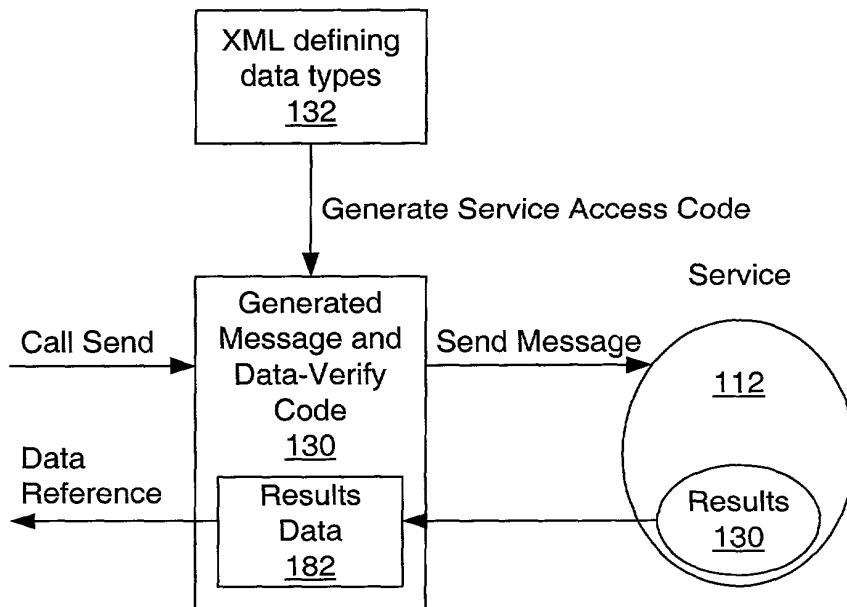 XML defining
data types
132
Generate Service Access Code
Service
Generated
Message and
Data-Verify
Code
130
Call Send
Send Message
112
Data
Reference
Results
Data
182
Results
130